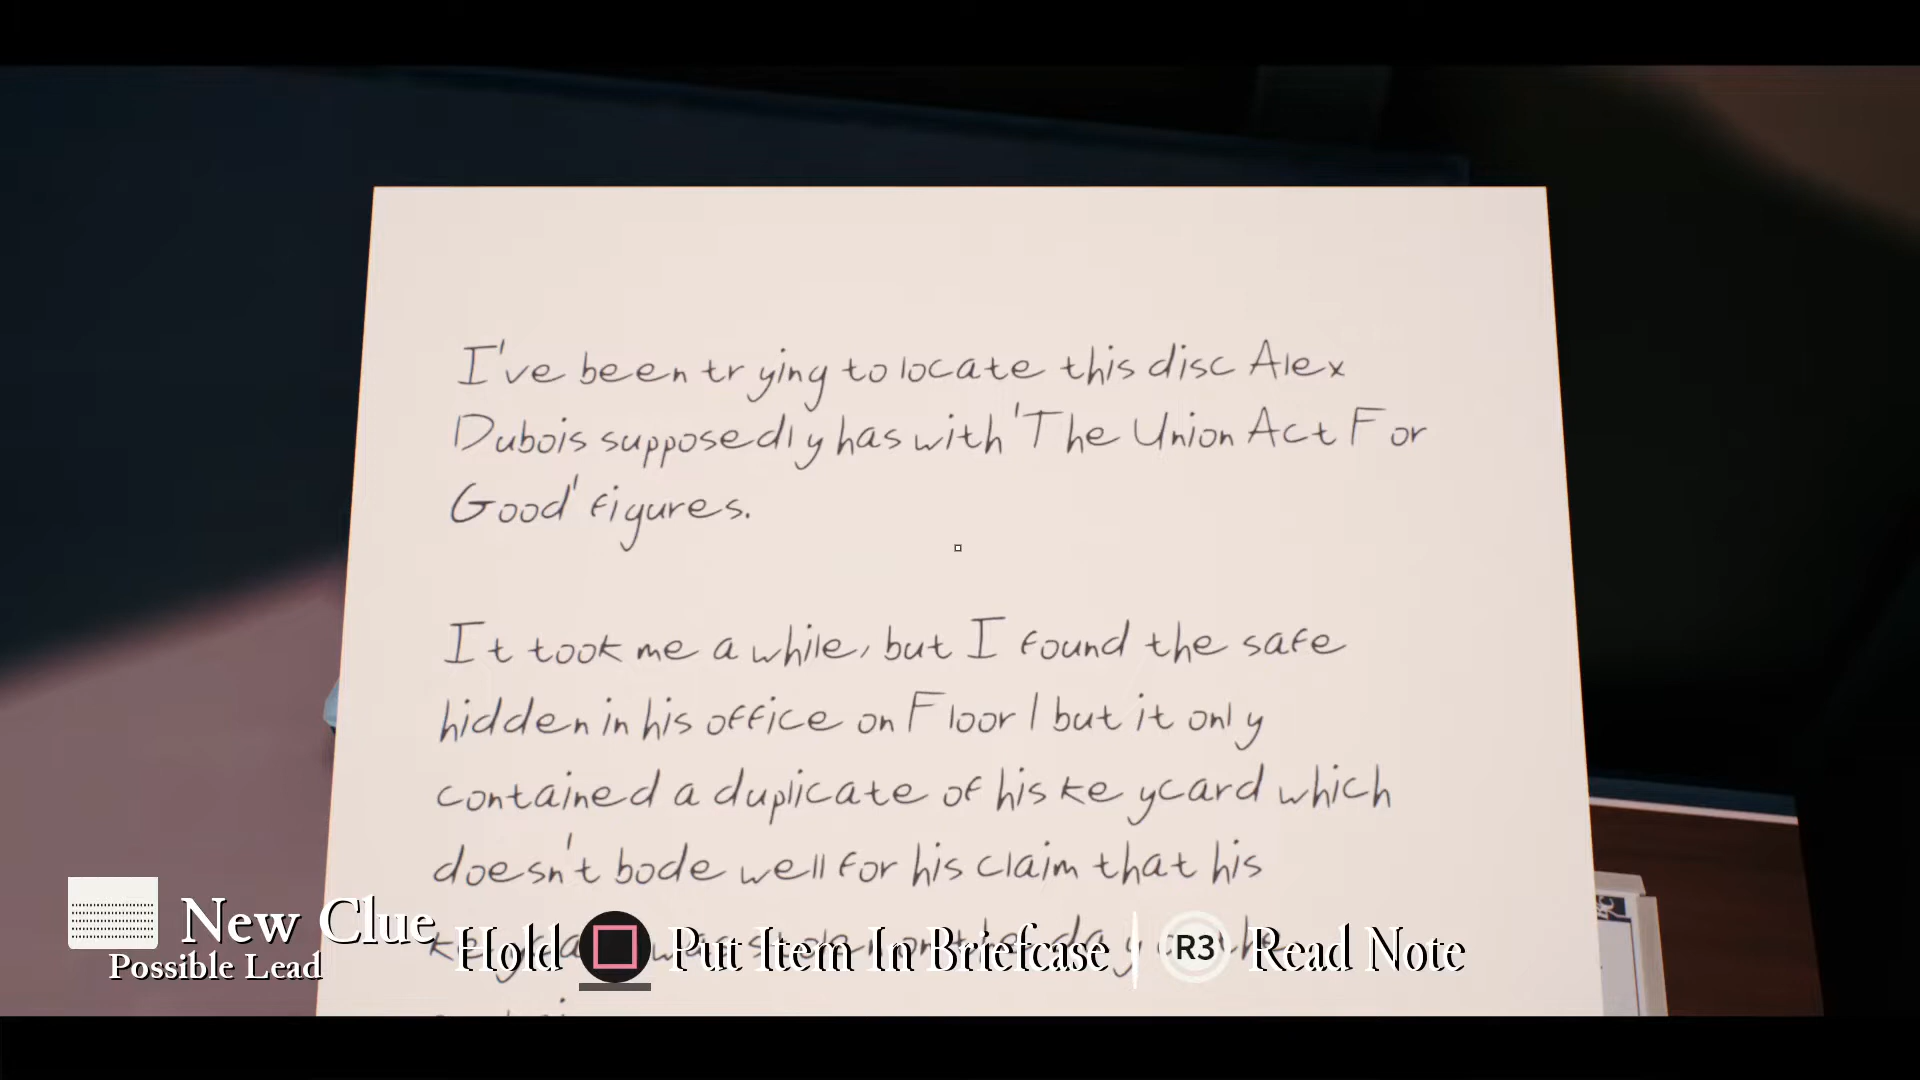 I've been trying to locate this disc Alex
Dubois supposedly has with 'The Union Act For
Good' figures.
It took me a while, but I found the safe
hidden in his office on Floor 1 but it only
contained a duplicate of his keycard which
doesn't bode well for his claim that his
New Clue
Possible Lead
Hold Put Item In Briefcase R3 Read Note